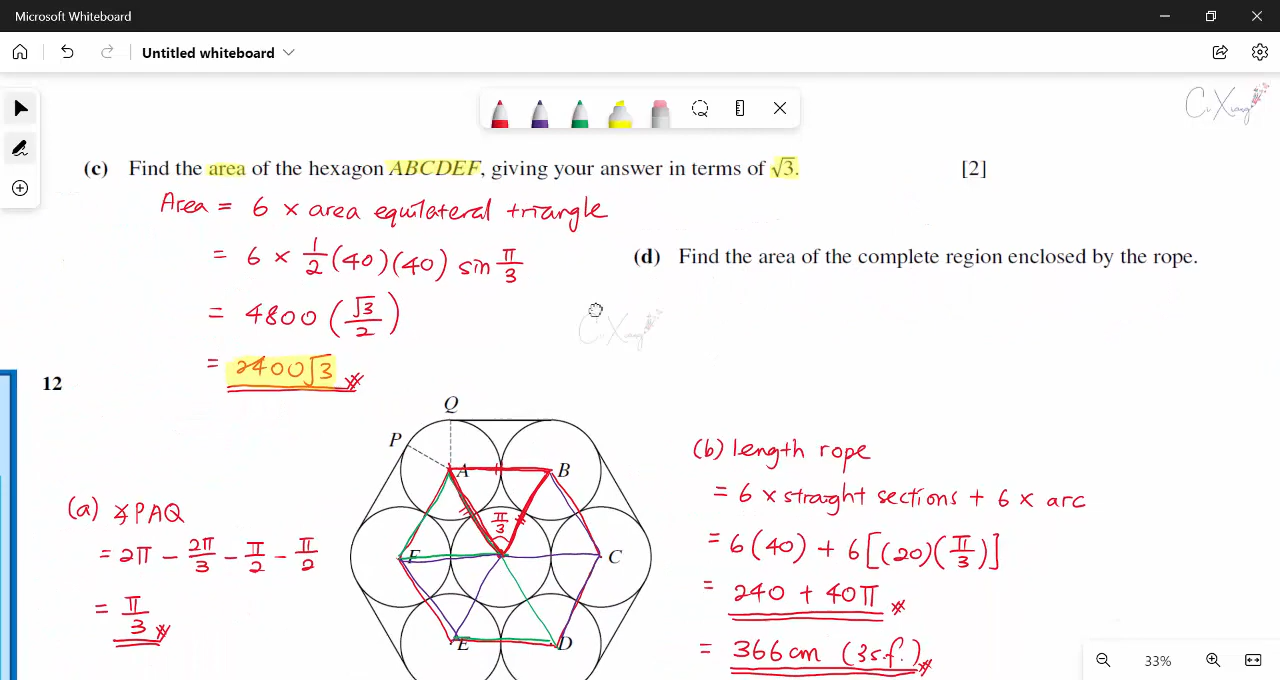 Microsoft Whiteboard
Untitled whiteboard
(c) Find the area of the hexagon ABCDEF, giving your answer in terms of √3. [2]
Area = 6 × area equilateral triangle
= 6 × 1/2 (40)(40) sin π/3
= 4800 (√3/2)
= 2400√3
(d) Find the area of the complete region enclosed by the rope.
12
Q
P
A
B
π/3
F
C
E
D
(a) ∡PAQ
= 2π − 2π/3 − π/2 − π/2
= π/3
(b) length rope
= 6 × straight sections + 6 × arc
= 6(40) + 6[(20)(π/3)]
= 240 + 40π
= 366 cm (3 s.f.)
33%